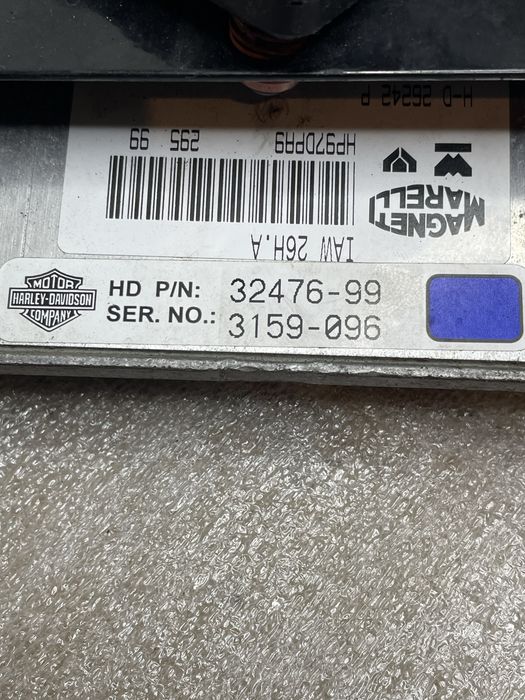 H-D 26242 P
HP97DPA9 295 99
MAGNETI
MARELLI
IAW 26H.A
MOTOR
HARLEY-DAVIDSON
COMPANY
HD P/N: 32476-99
SER. NO.: 3159-096